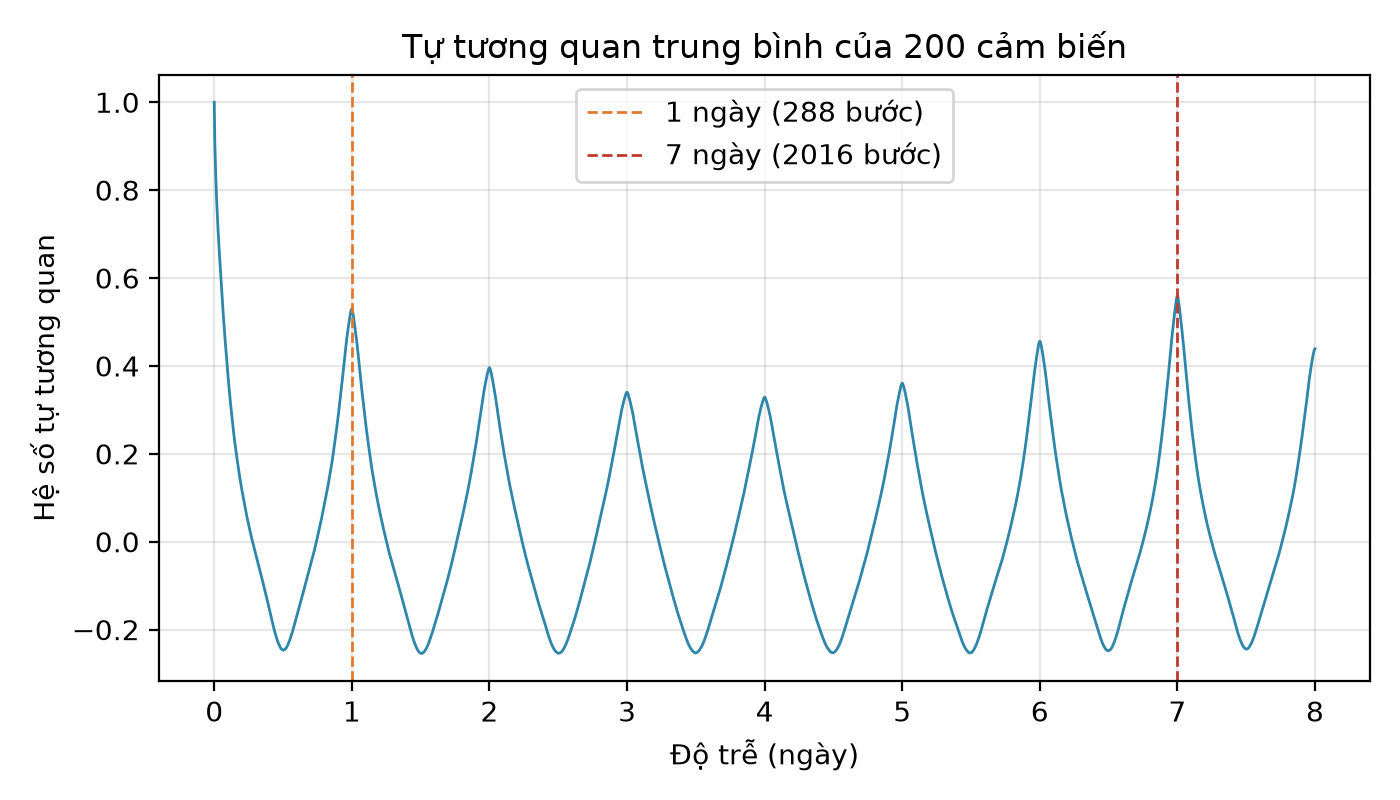 Tự tương quan trung bình của 200 cảm biến
1 ngày (288 bước)
7 ngày (2016 bước)
Hệ số tự tương quan
1.0
0.8
0.6
0.4
0.2
0.0
−0.2
0 1 2 3 4 5 6 7 8
Độ trễ (ngày)